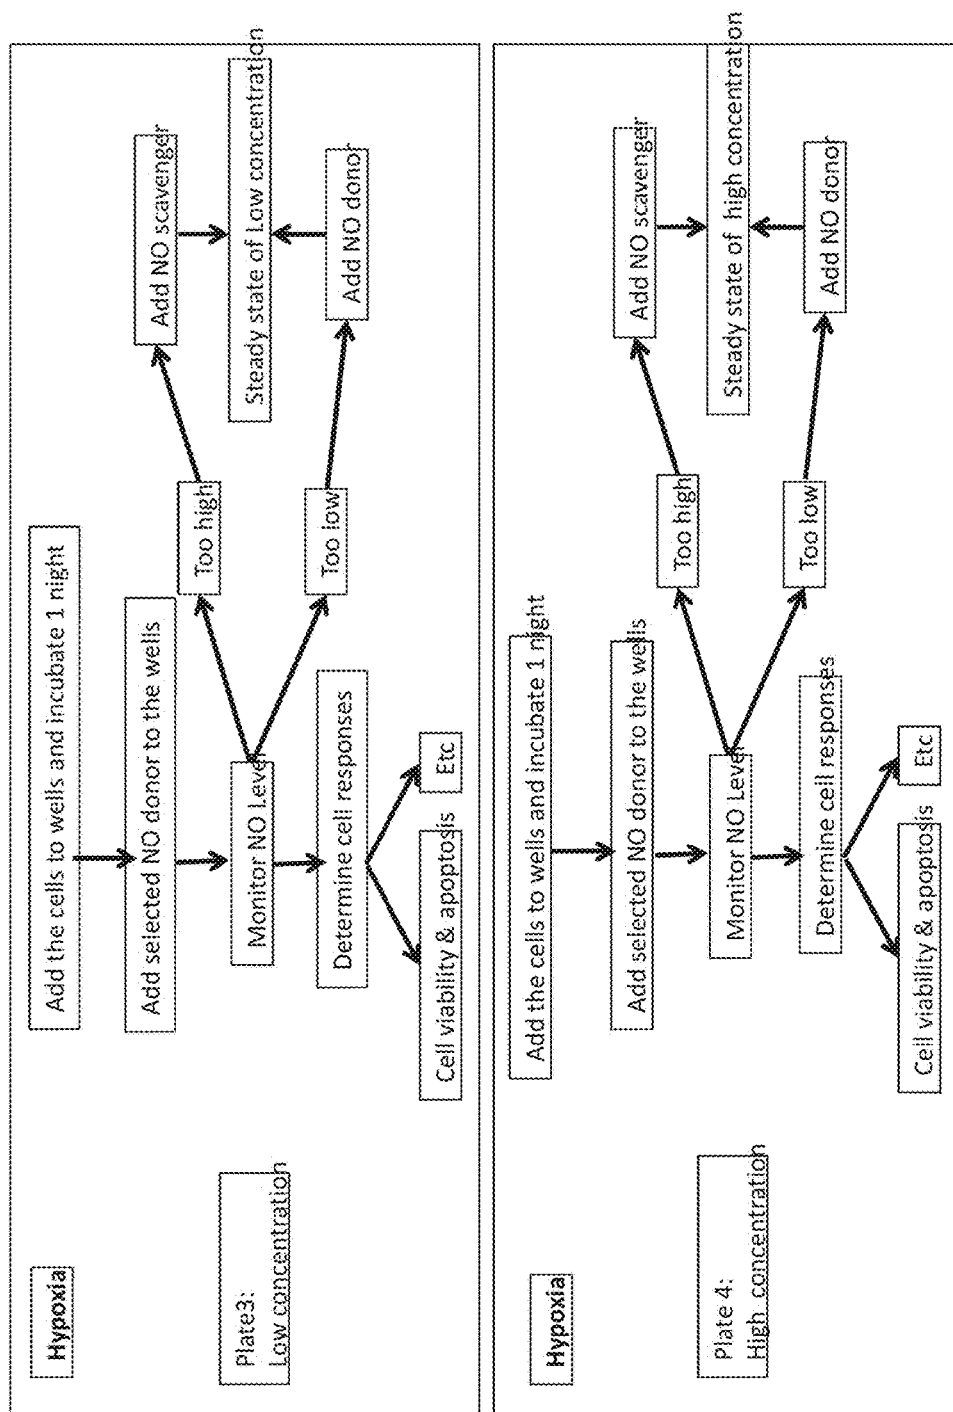 Hypoxia
Plate3:
Low concentration
Add the cells to wells and incubate 1 night
Add selected NO donor to the wells
Monitor NO Level
Determine cell responses
Cell viability & apoptosis
Etc
Too high
Too low
Add NO scavenger
Steady state of Low concentration
Add NO donor
Hypoxia
Plate 4:
High concentration
Add the cells to wells and incubate 1 night
Add selected NO donor to the wells
Monitor NO Level
Determine cell responses
Cell viability & apoptosis
Etc
Too high
Too low
Add NO scavenger
Steady state of high concentration
Add NO donor